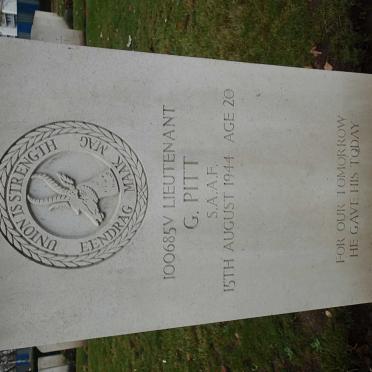 UNION IS STRENGTH
EENDRAG MAAK MAG
100685V LIEUTENANT
G. PITT
S.A.A.F.
15TH AUGUST 1944 AGE 20
FOR OUR TOMORROW
HE GAVE HIS TODAY